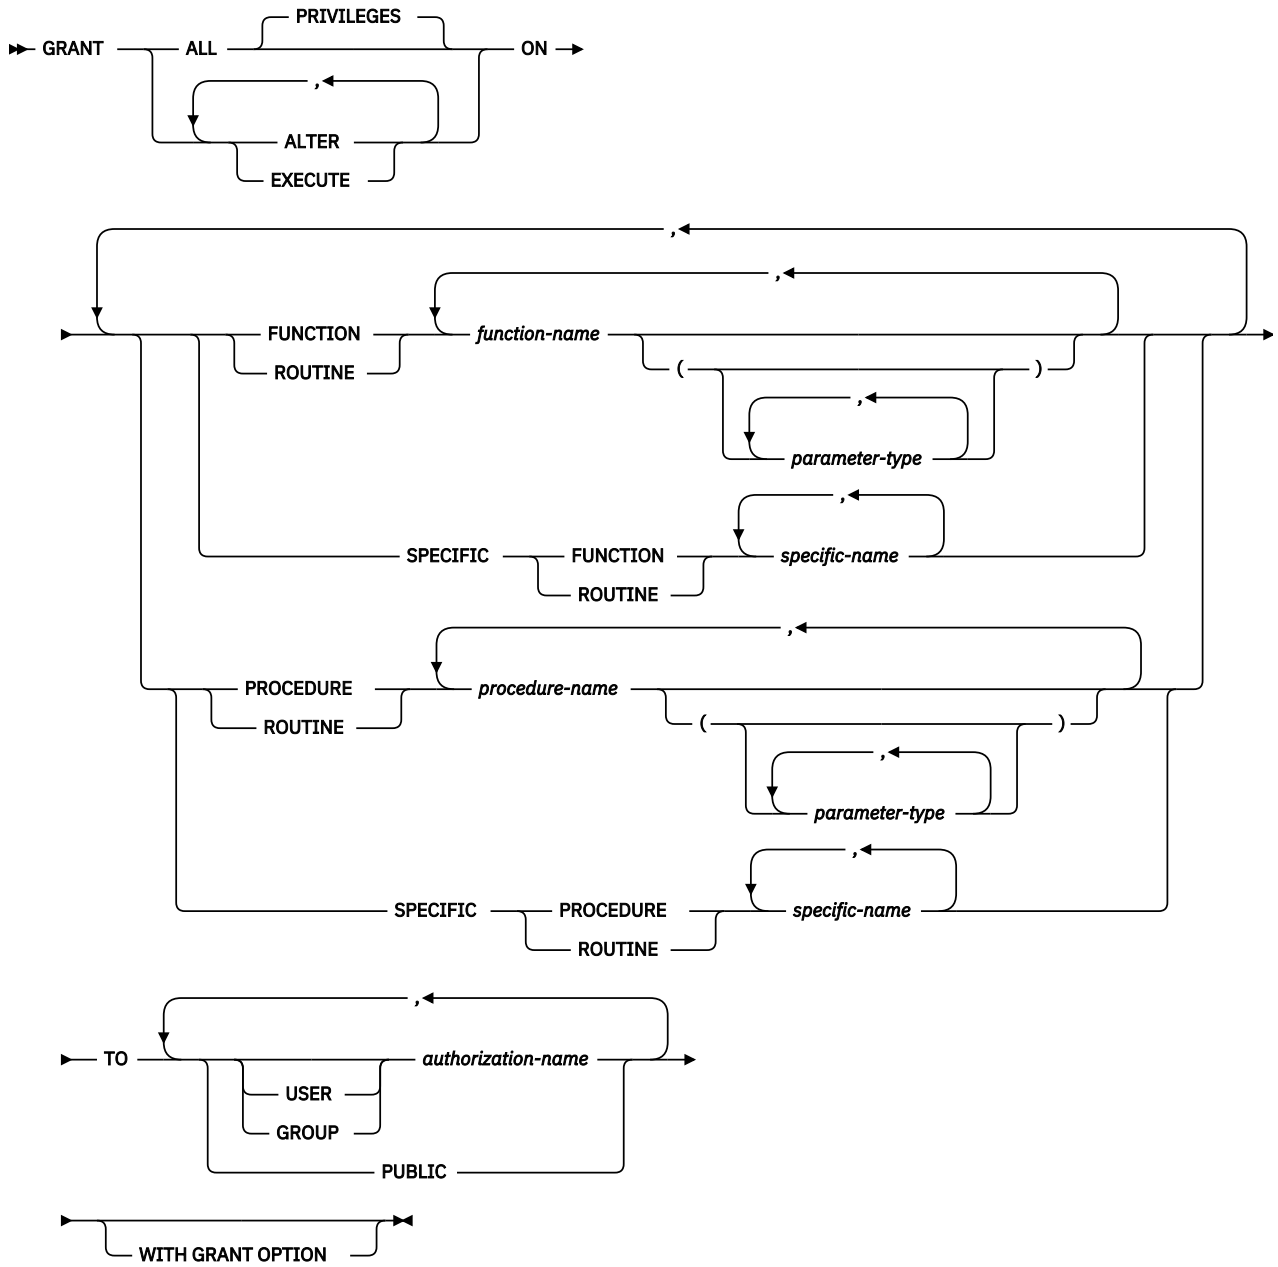 PRIVILEGES
GRANT ALL ON
,
ALTER
EXECUTE
,
,
FUNCTION function-name
ROUTINE
( )
,
parameter-type
,
SPECIFIC FUNCTION specific-name
ROUTINE
,
PROCEDURE procedure-name
ROUTINE
( )
,
parameter-type
,
SPECIFIC PROCEDURE specific-name
ROUTINE
,
TO authorization-name
USER
GROUP
PUBLIC
WITH GRANT OPTION